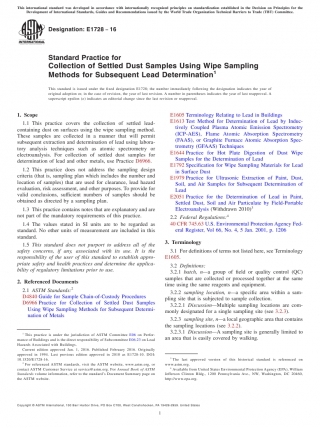 This international standard was developed in accordance with internationally recognized principles on standardization established in the Decision on Principles for the
Development of International Standards, Guides and Recommendations issued by the World Trade Organization Technical Barriers to Trade (TBT) Committee.
Designation: E1728 − 16
Standard Practice for
Collection of Settled Dust Samples Using Wipe Sampling
Methods for Subsequent Lead Determination1
This standard is issued under the fixed designation E1728; the number immediately following the designation indicates the year of
original adoption or, in the case of revision, the year of last revision. A number in parentheses indicates the year of last reapproval. A
superscript epsilon (ε) indicates an editorial change since the last revision or reapproval.
1. Scope
1.1 This practice covers the collection of settled lead-
containing dust on surfaces using the wipe sampling method.
These samples are collected in a manner that will permit
subsequent extraction and determination of lead using labora-
tory analysis techniques such as atomic spectrometry or
electroanalysis. For collection of settled dust samples for
determination of lead and other metals, use Practice D6966.
1.2 This practice does not address the sampling design
criteria (that is, sampling plan which includes the number and
location of samples) that are used for clearance, lead hazard
evaluation, risk assessment, and other purposes. To provide for
valid conclusions, sufficient numbers of samples should be
obtained as directed by a sampling plan.
1.3 This practice contains notes that are explanatory and are
not part of the mandatory requirements of this practice.
1.4 The values stated in SI units are to be regarded as
standard. No other units of measurement are included in this
standard.
1.5 This standard does not purport to address all of the
safety concerns, if any, associated with its use. It is the
responsibility of the user of this standard to establish appro-
priate safety and health practices and determine the applica-
bility of regulatory limitations prior to use.
2. Referenced Documents
2.1 ASTM Standards:2
D4840 Guide for Sample Chain-of-Custody Procedures
D6966 Practice for Collection of Settled Dust Samples
Using Wipe Sampling Methods for Subsequent Determi-
nation of Metals
1 This practice is under the jurisdiction of ASTM Committee E06 on Perfor-
mance of Buildings and is the direct responsibility of Subcommittee E06.23 on Lead
Hazards Associated with Buildings.
Current edition approved Jan. 1, 2016. Published February 2016. Originally
approved in 1995. Last previous edition approved in 2010 as E1728-10. DOI:
10.1520/E1728-16.
2 For referenced ASTM standards, visit the ASTM website, www.astm.org, or
contact ASTM Customer Service at service@astm.org. For Annual Book of ASTM
Standards volume information, refer to the standard's Document Summary page on
the ASTM website.
E1605 Terminology Relating to Lead in Buildings
E1613 Test Method for Determination of Lead by Induc-
tively Coupled Plasma Atomic Emission Spectrometry
(ICP-AES), Flame Atomic Absorption Spectrometry
(FAAS), or Graphite Furnace Atomic Absorption Spec-
trometry (GFAAS) Techniques
E1644 Practice for Hot Plate Digestion of Dust Wipe
Samples for the Determination of Lead
E1792 Specification for Wipe Sampling Materials for Lead
in Surface Dust
E1979 Practice for Ultrasonic Extraction of Paint, Dust,
Soil, and Air Samples for Subsequent Determination of
Lead
E2051 Practice for the Determination of Lead in Paint,
Settled Dust, Soil and Air Particulate by Field-Portable
Electroanalysis (Withdrawn 2010)3
2.2 Federal Regulations:4
40 CFR 745.63 U.S. Environmental Protection Agency Fed-
eral Register, Vol 66, No. 4, 5 Jan. 2001, p. 1206
3. Terminology
3.1 For definitions of terms not listed here, see Terminology
E1605.
3.2 Definitions:
3.2.1 batch, n—a group of field or quality control (QC)
samples that are collected or processed together at the same
time using the same reagents and equipment.
3.2.2 sampling location, n—a specific area within a sam-
pling site that is subjected to sample collection.
3.2.2.1 Discussion—Multiple sampling locations are com-
monly designated for a single sampling site (see 3.2.3).
3.2.3 sampling site, n—a local geographic area that contains
the sampling locations (see 3.2.2).
3.2.3.1 Discussion—A sampling site is generally limited to
an area that is easily covered by walking.
3 The last approved version of this historical standard is referenced on
www.astm.org.
4 Available from United States Environmental Protection Agency (EPA), William
Jefferson Clinton Bldg., 1200 Pennsylvania Ave., NW, Washington, DC 20460,
http://www.epa.gov.
Copyright © ASTM International, 100 Barr Harbor Drive, PO Box C700, West Conshohocken, PA 19428-2959. United States
1